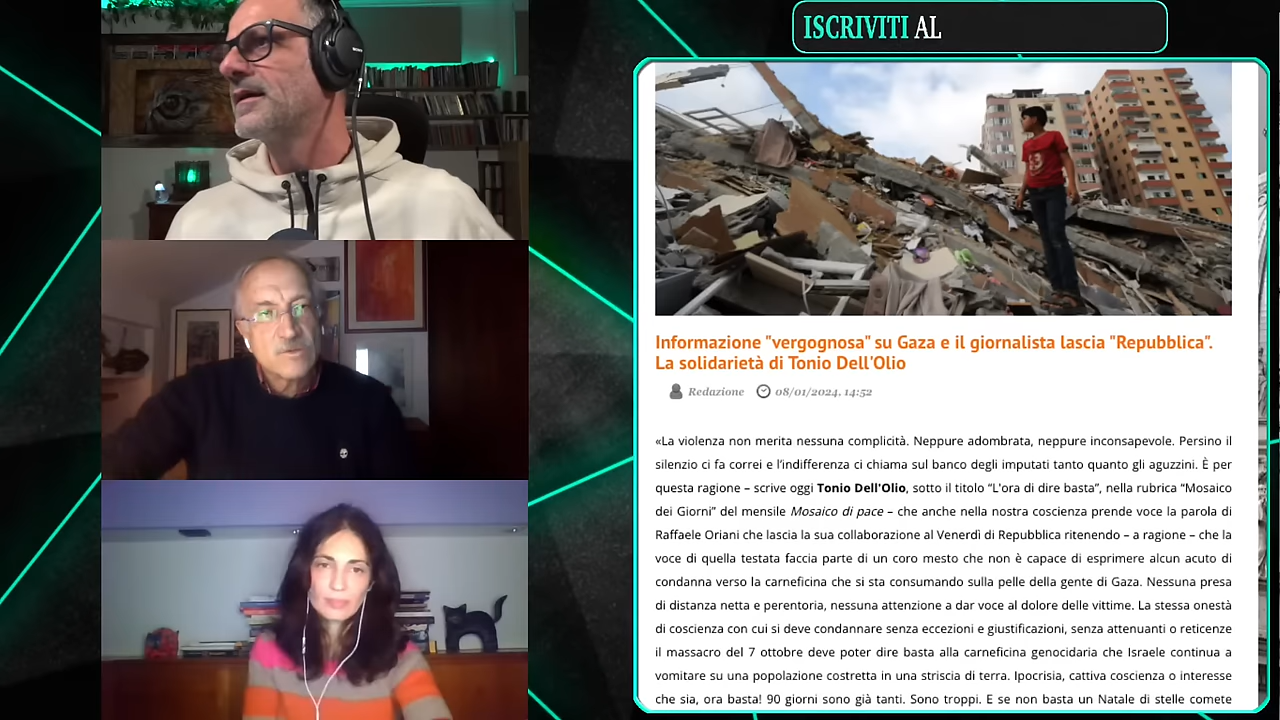 ISCRIVITI AL
Informazione "vergognosa" su Gaza e il giornalista lascia "Repubblica".
La solidarietà di Tonio Dell'Olio
Redazione 08/01/2024, 14:52
«La violenza non merita nessuna complicità. Neppure adombrata, neppure inconsapevole. Persino il
silenzio ci fa correi e l'indifferenza ci chiama sul banco degli imputati tanto quanto gli aguzzini. È per
questa ragione – scrive oggi Tonio Dell'Olio, sotto il titolo "L'ora di dire basta", nella rubrica "Mosaico
dei Giorni" del mensile Mosaico di pace – che anche nella nostra coscienza prende voce la parola di
Raffaele Oriani che lascia la sua collaborazione al Venerdì di Repubblica ritenendo – a ragione – che la
voce di quella testata faccia parte di un coro mesto che non è capace di esprimere alcun acuto di
condanna verso la carneficina che si sta consumando sulla pelle della gente di Gaza. Nessuna presa
di distanza netta e perentoria, nessuna attenzione a dar voce al dolore delle vittime. La stessa onestà
di coscienza con cui si deve condannare senza eccezioni e giustificazioni, senza attenuanti o reticenze
il massacro del 7 ottobre deve poter dire basta alla carneficina genocidaria che Israele continua a
vomitare su una popolazione costretta in una striscia di terra. Ipocrisia, cattiva coscienza o interesse
che sia, ora basta! 90 giorni sono già tanti. Sono troppi. E se non basta un Natale di stelle comete